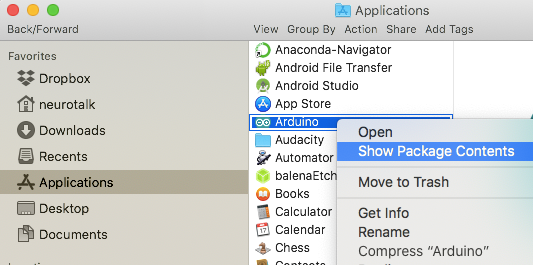 Applications
Back/Forward
View Group By Action Share Add Tags
Favorites
Dropbox
neurotalk
Downloads
Recents
Applications
Desktop
Documents
Anaconda-Navigator
Android File Transfer
Android Studio
App Store
Arduino
Audacity
Automator
balenaEtch
Books
Calculator
Calendar
Chess
Open
Show Package Contents
Move to Trash
Get Info
Rename
Compress “Arduino”